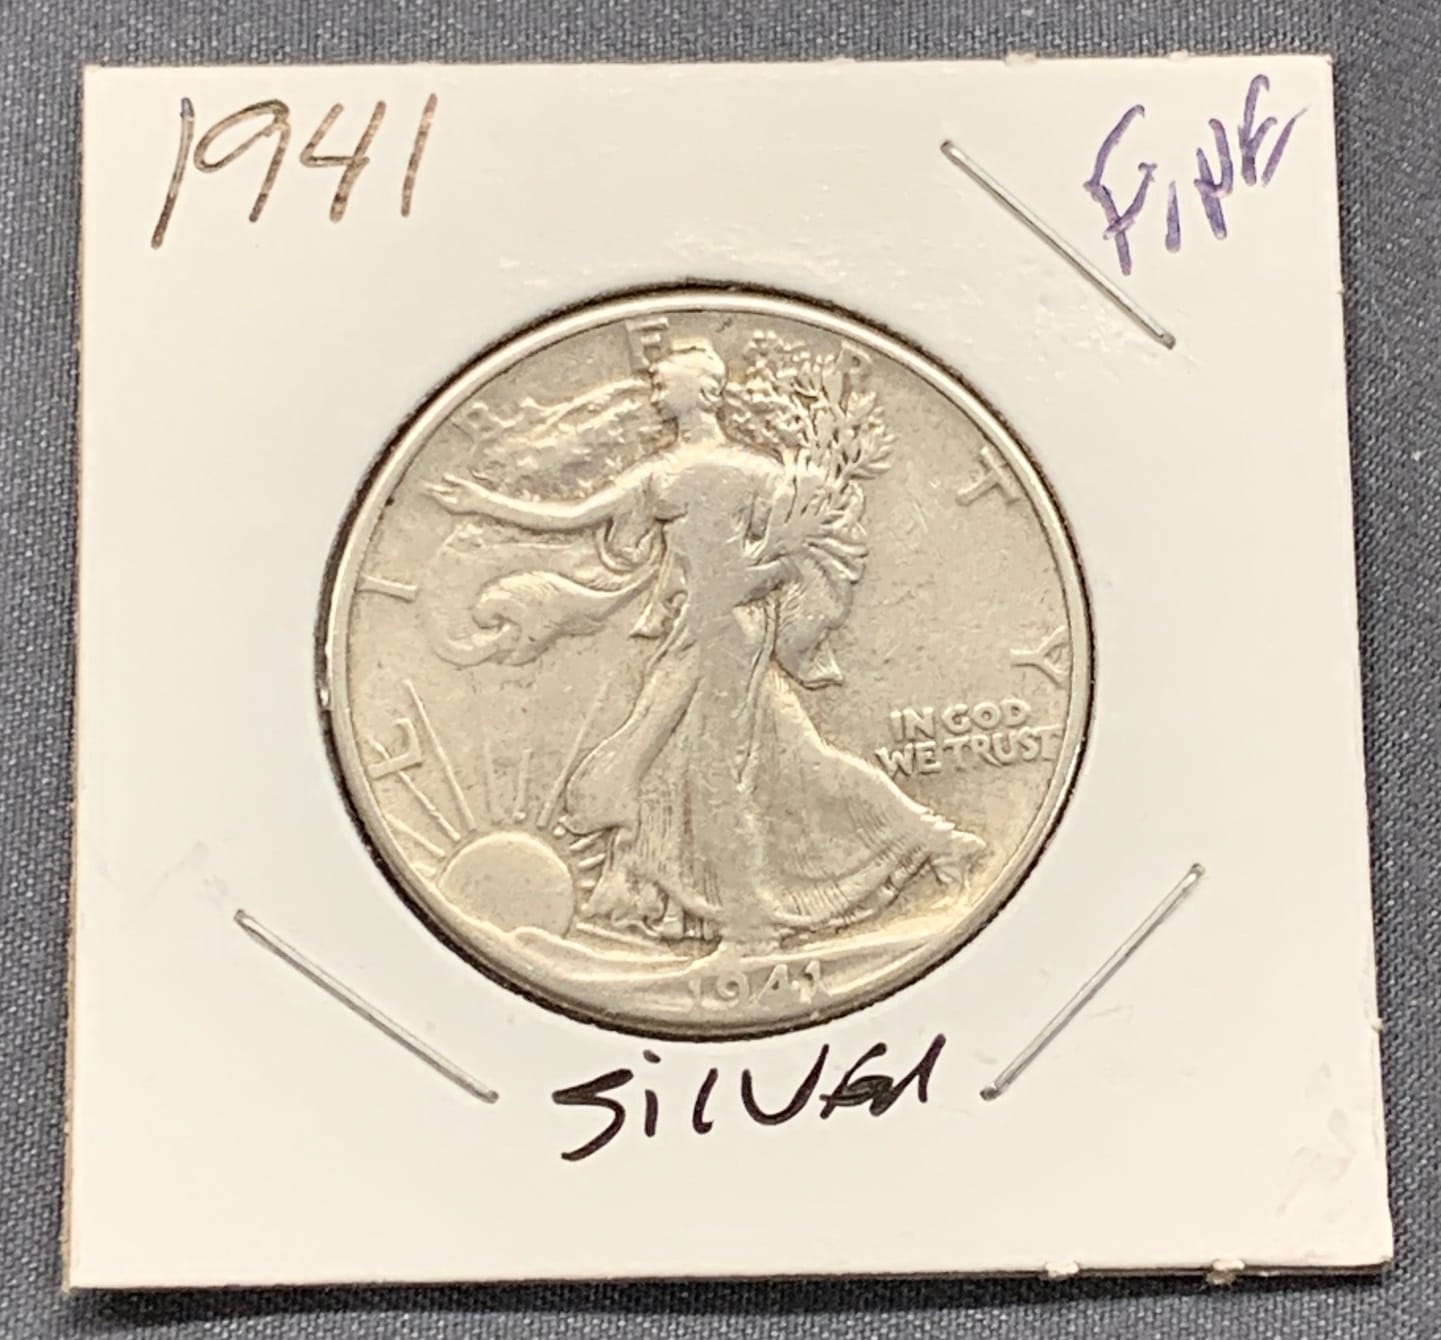 1941
FINE
LIBERTY
IN GOD
WE TRUST
1941
SilVEr